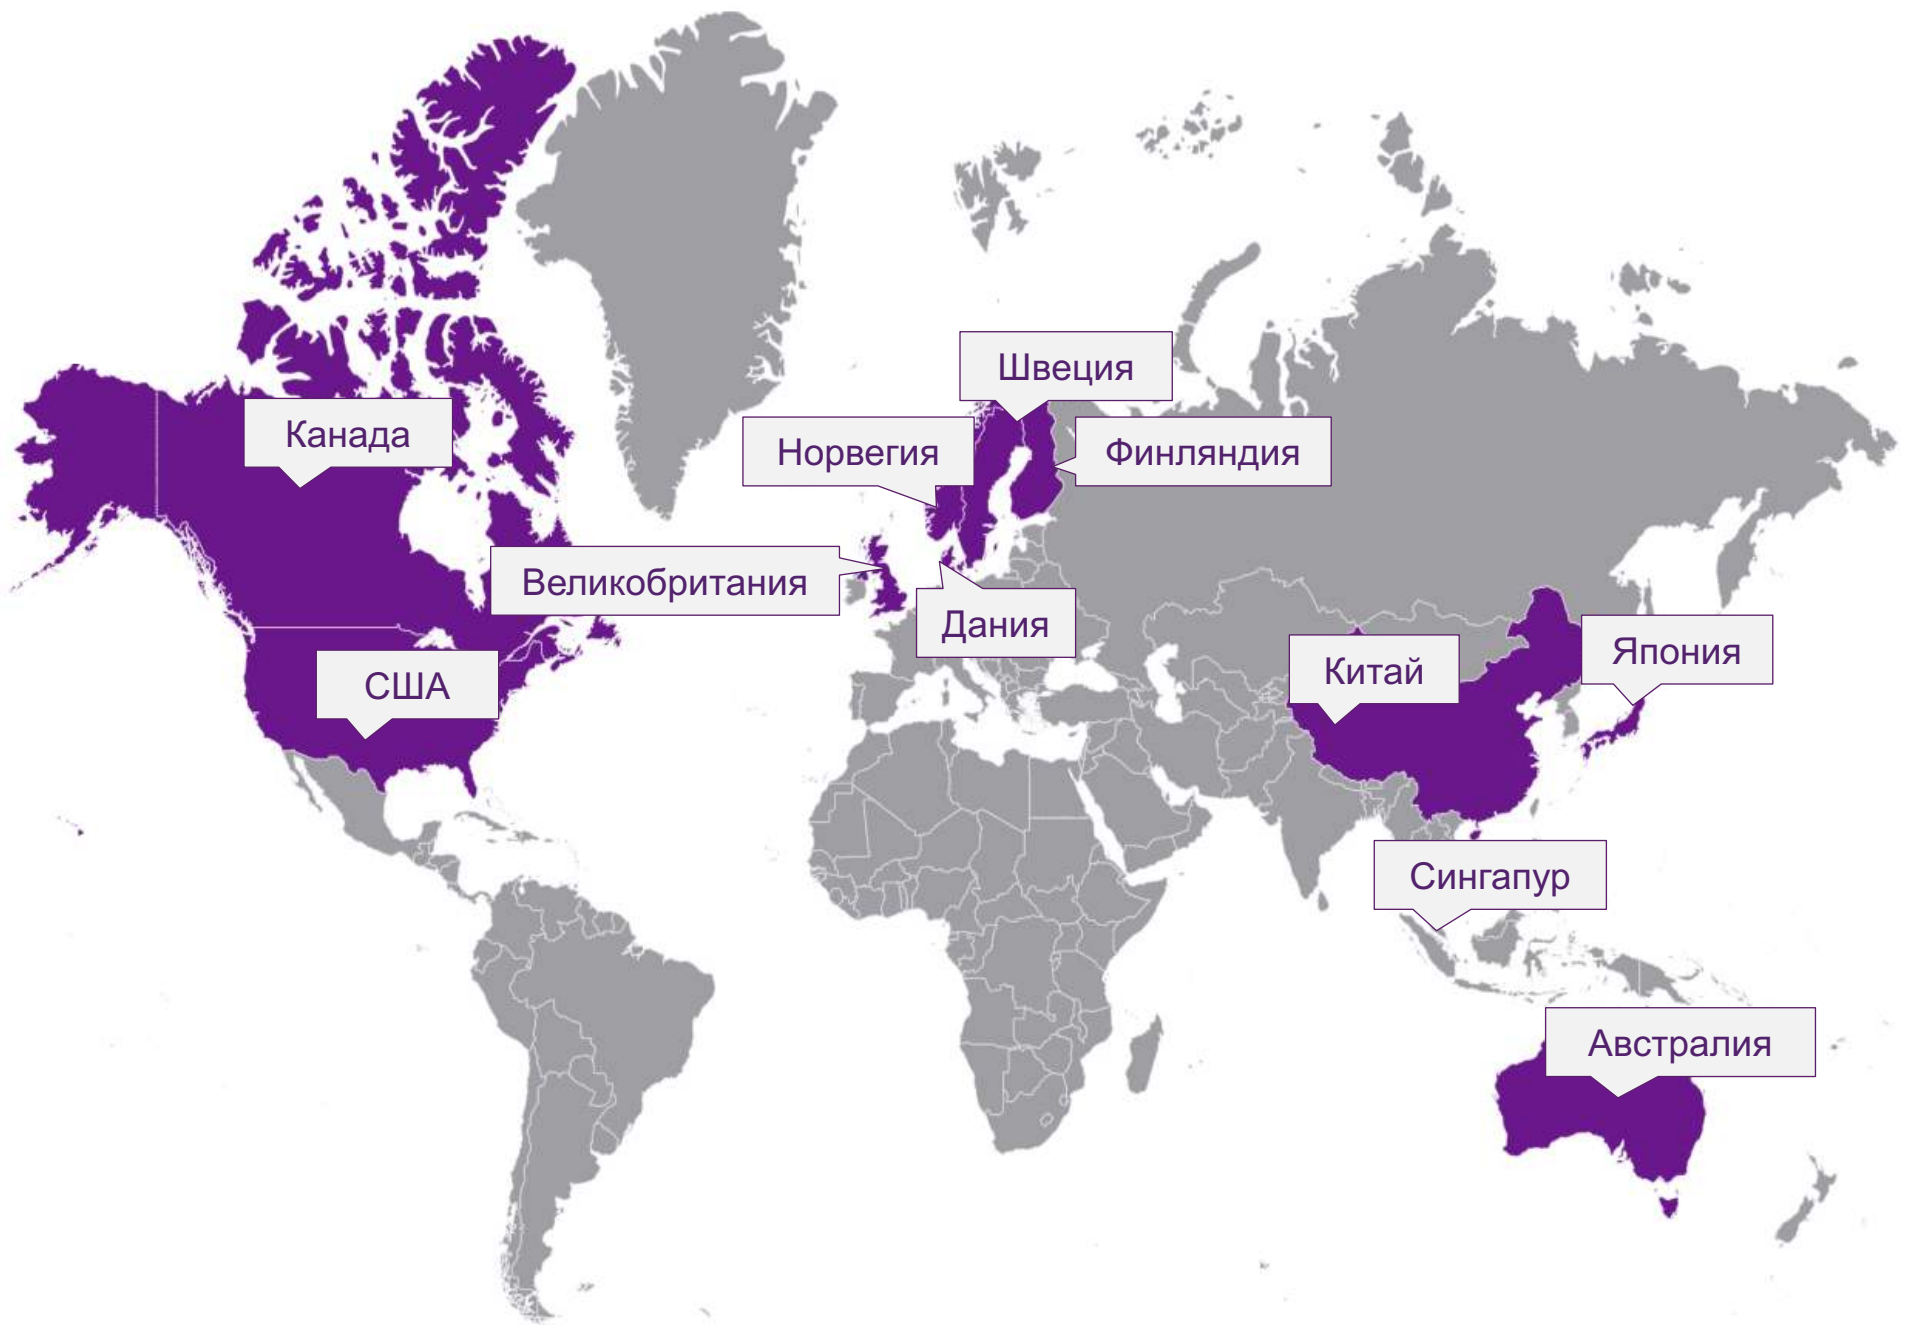 Швеция
Канада
Норвегия
Финляндия
Великобритания
Дания
Япония
Китай
США
Сингапур
Австралия